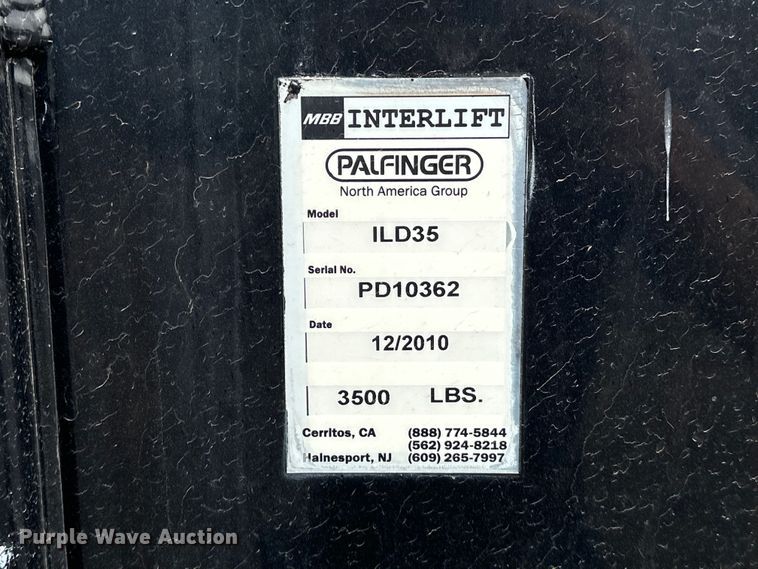 MBB INTERLIFT
PALFINGER
North America Group
Model
ILD35
Serial No.
PD10362
Date
12/2010
3500 LBS.
Cerritos, CA (888) 774-5844
(562) 924-8218
Hainesport, NJ (609) 265-7997
Purple Wave Auction